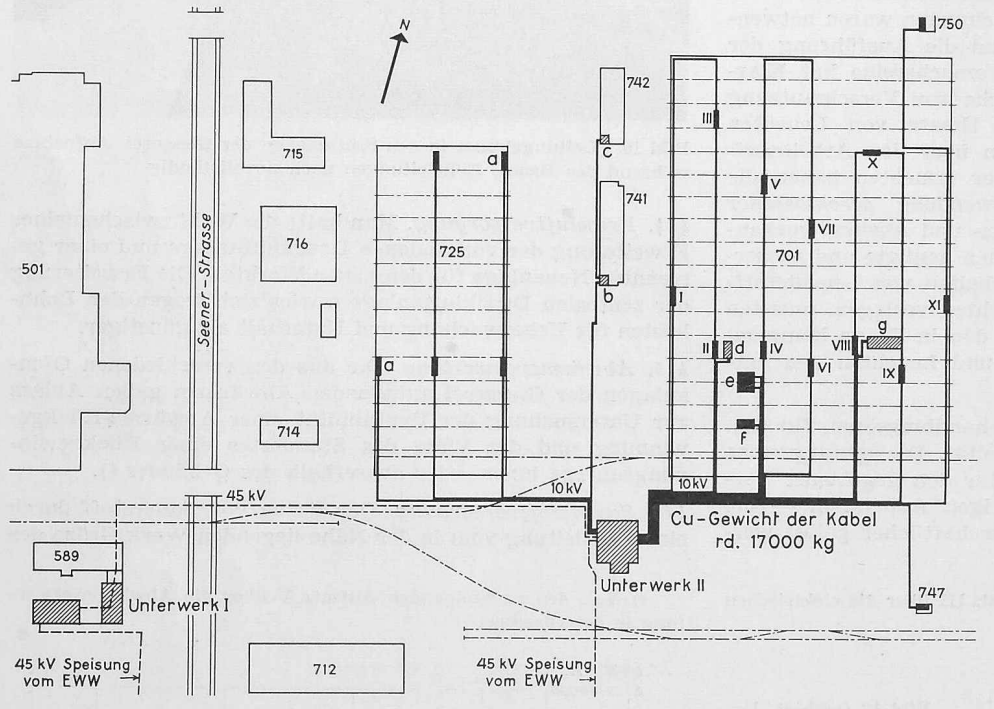 N
750
742
III
715
a
c
X
V
741
716
725
VII
701
501
Seener-Strasse
I
XI
b
g
II
d
IV
VIII
a
VI
IX
e
714
f
45 kV
10 kV
10 kV
Cu-Gewicht der Kabel
rd. 17000 kg
589
Unterwerk II
Unterwerk I
747
45 kV Speisung
vom EWW
712
45 kV Speisung
vom EWW